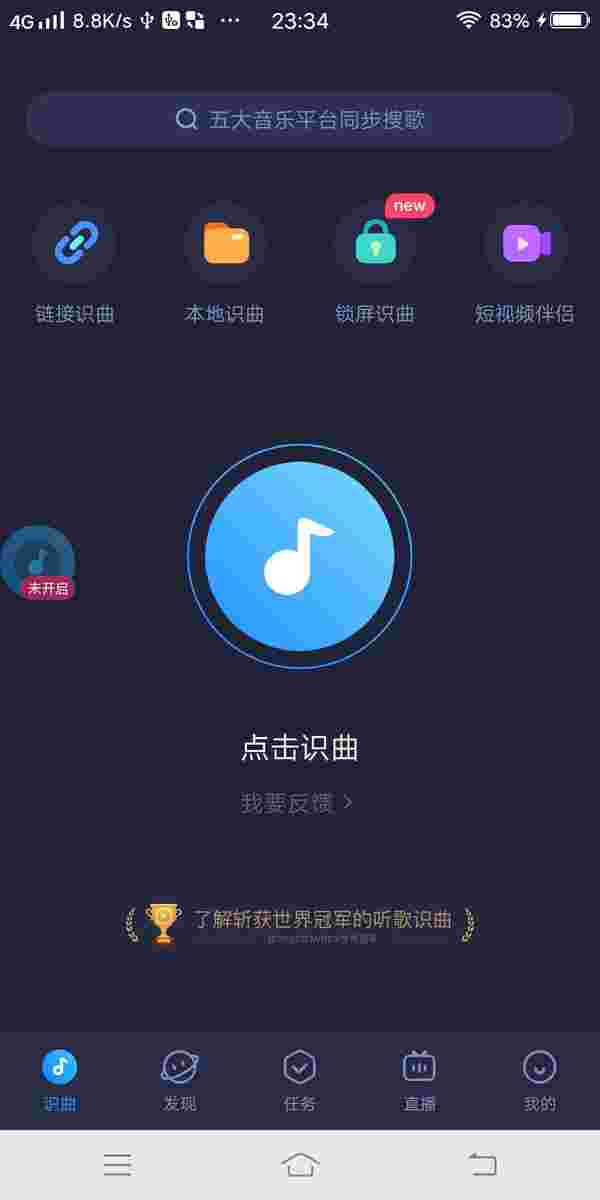 4G 8.8K/s ··· 23:34 83%
五大音乐平台同步搜歌
new
链接识曲 本地识曲 锁屏识曲 短视频伴侣
未开启
点击识曲
我要反馈
了解斩获世界冠军的听歌识曲
识曲 发现 任务 直播 我的